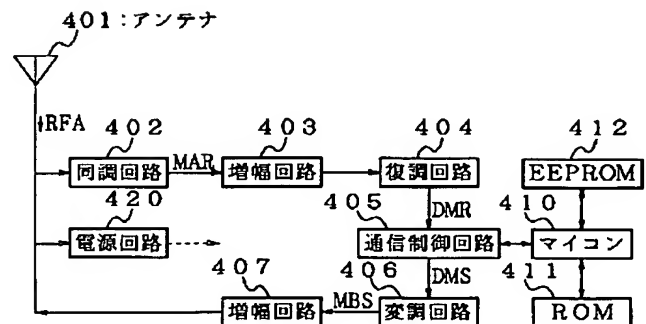 401:アンテナ
RFA
402
403
404
412
同調回路
MAR
増幅回路
復調回路
EEPROM
420
405
DMR
410
電源回路
通信制御回路
マイコン
407
406
DMS
411
増幅回路
MBS
変調回路
ROM